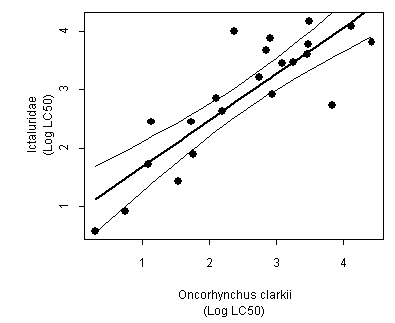 4
3
2
1
Ictaluridae
(Log LC50)
1 2 3 4
Oncorhynchus clarkii
(Log LC50)